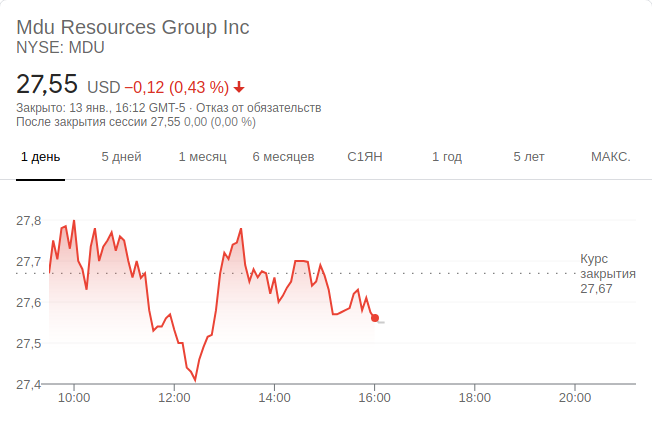 Mdu Resources Group Inc
NYSE: MDU
27,55 USD −0,12 (0,43 %)
Закрыто: 13 янв., 16:12 GMT-5 · Отказ от обязательств
После закрытия сессии 27,55 0,00 (0,00 %)
1 день 5 дней 1 месяц 6 месяцев С1ЯН 1 год 5 лет МАКС.
27,8
27,7
27,6
27,5
27,4
Курс
закрытия
27,67
10:00 12:00 14:00 16:00 18:00 20:00